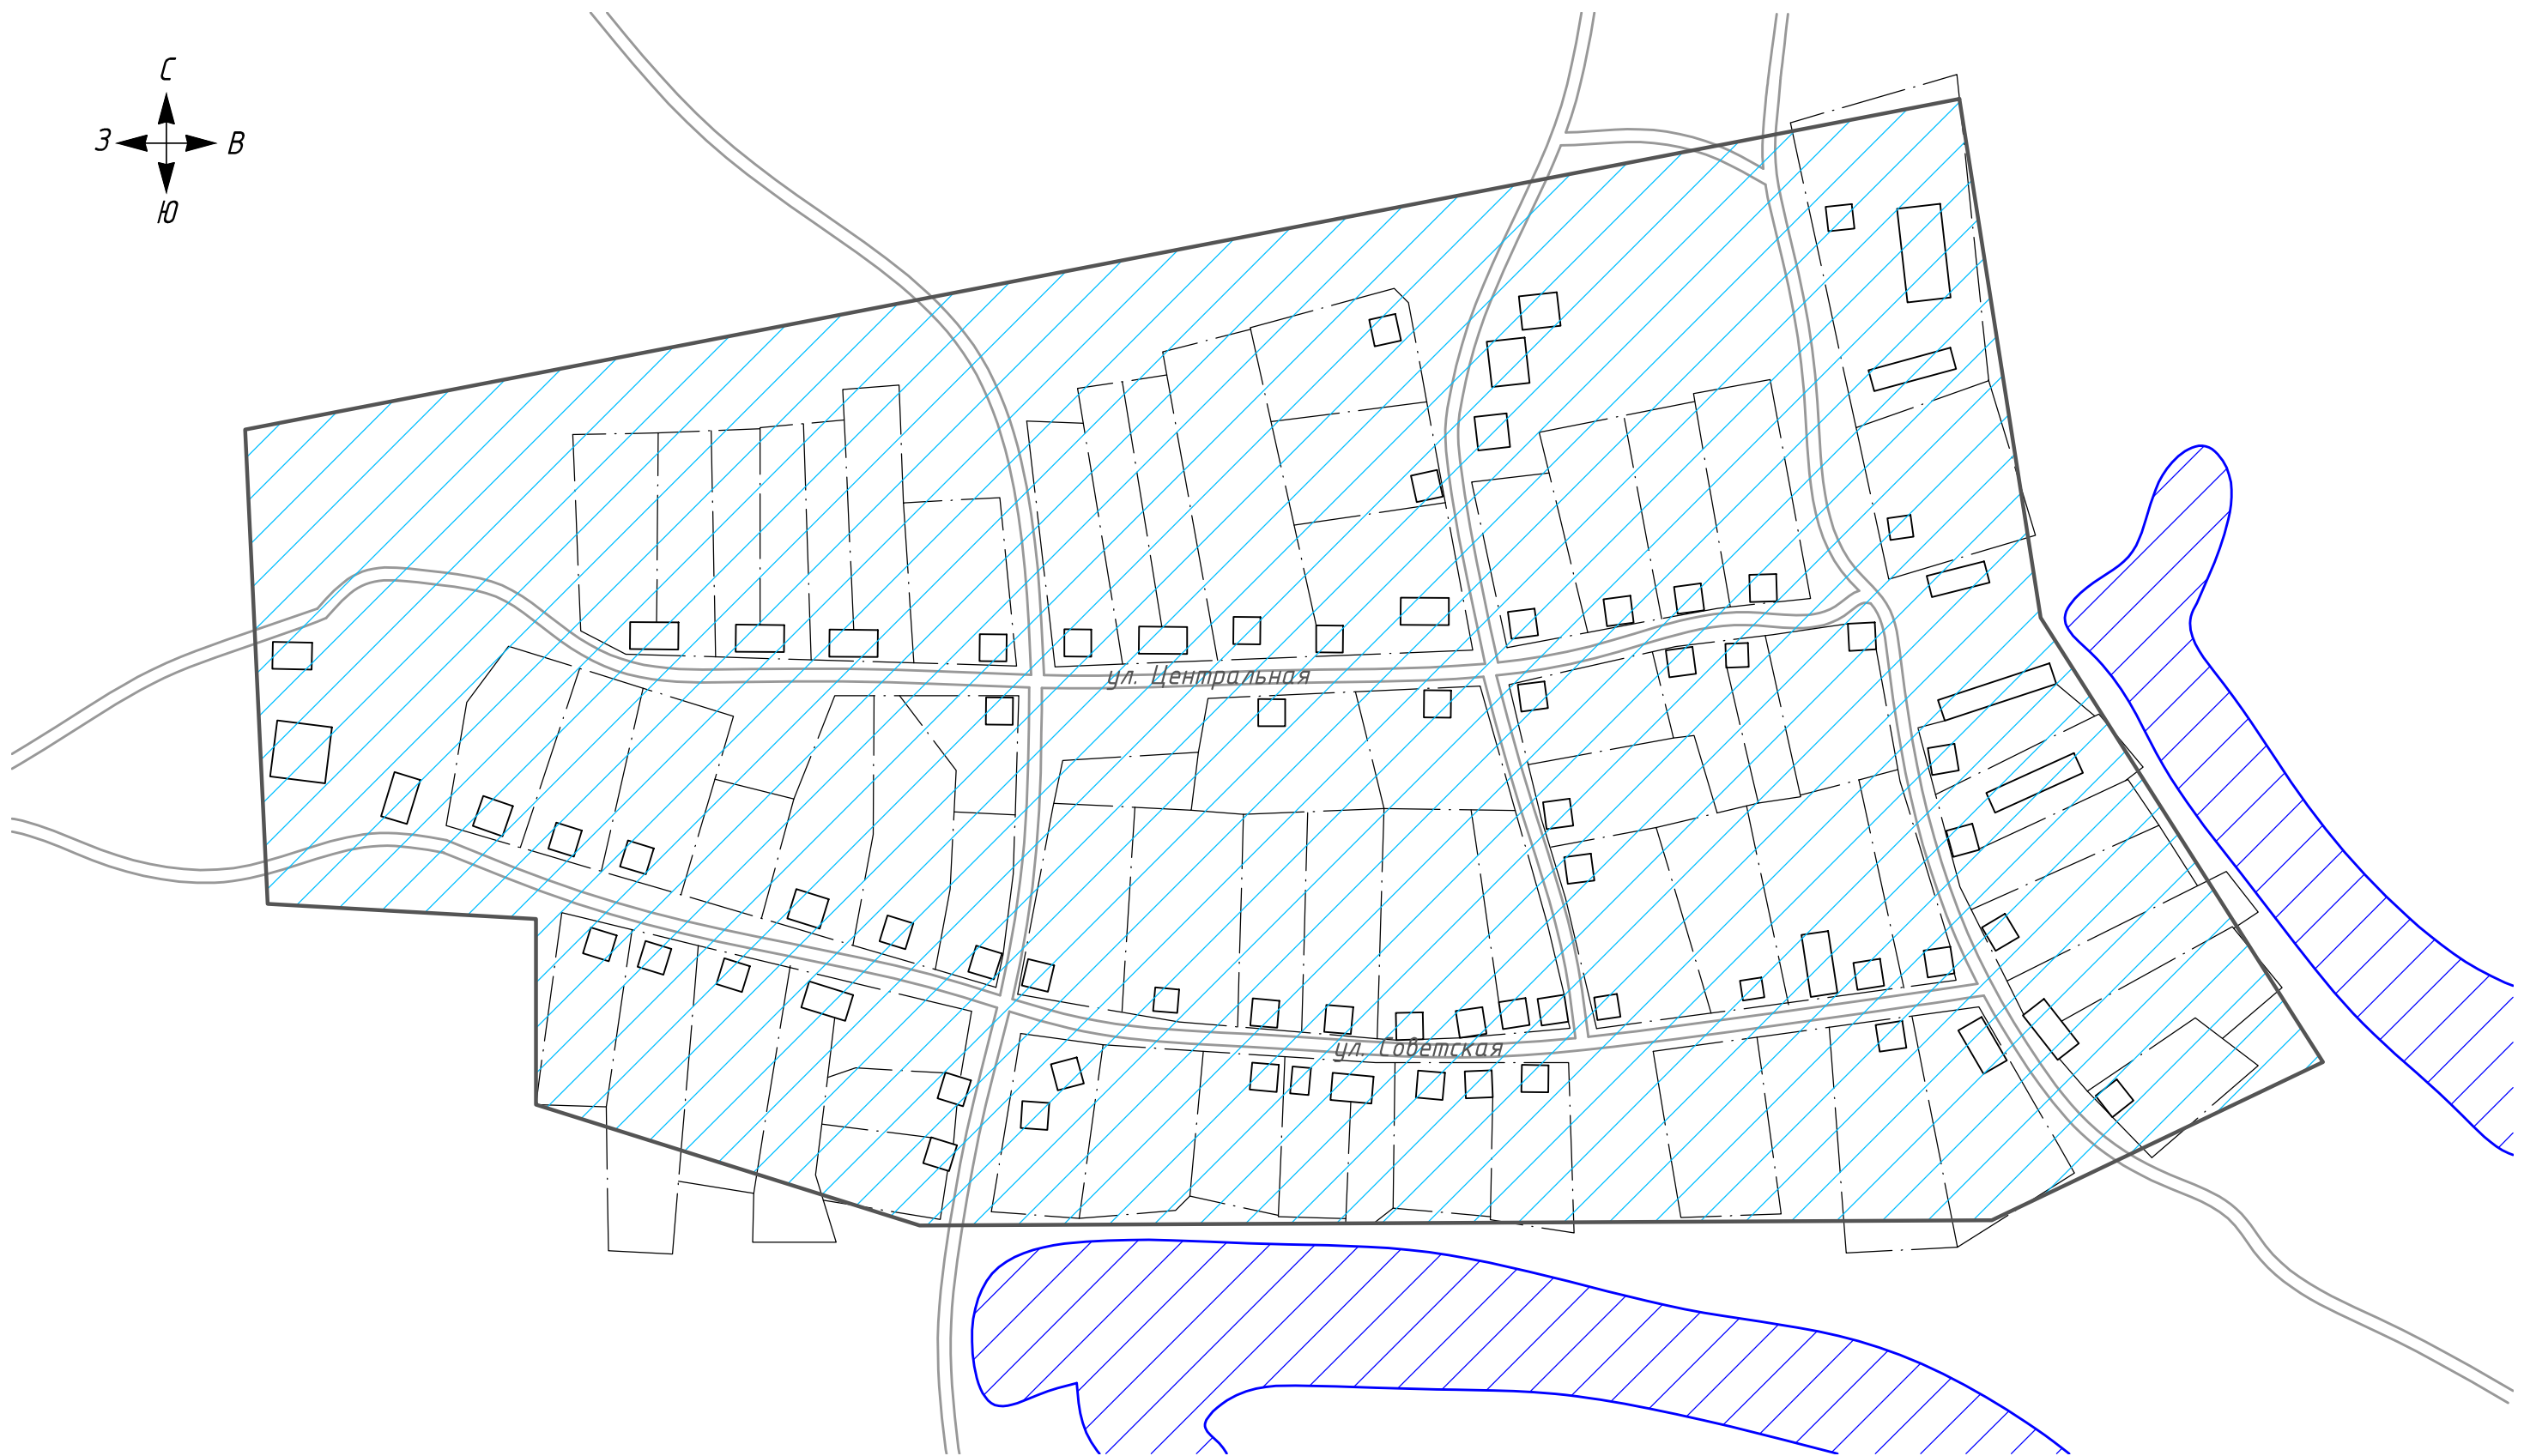 С
З В
Ю
ул. Центральная
ул. Советская